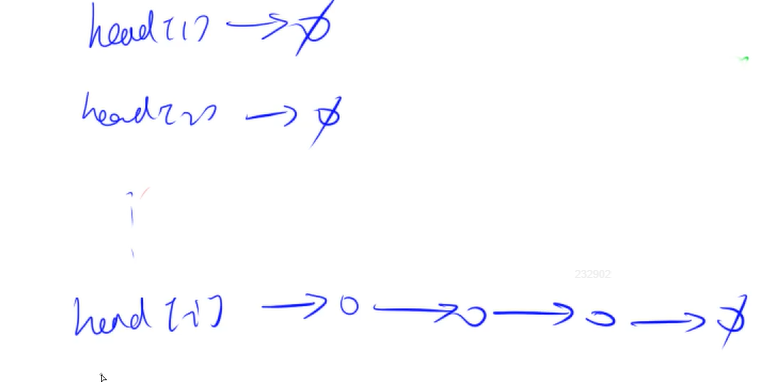 head[1] → ∅
head[2] → ∅
head[i] → o → o → o → ∅
232902